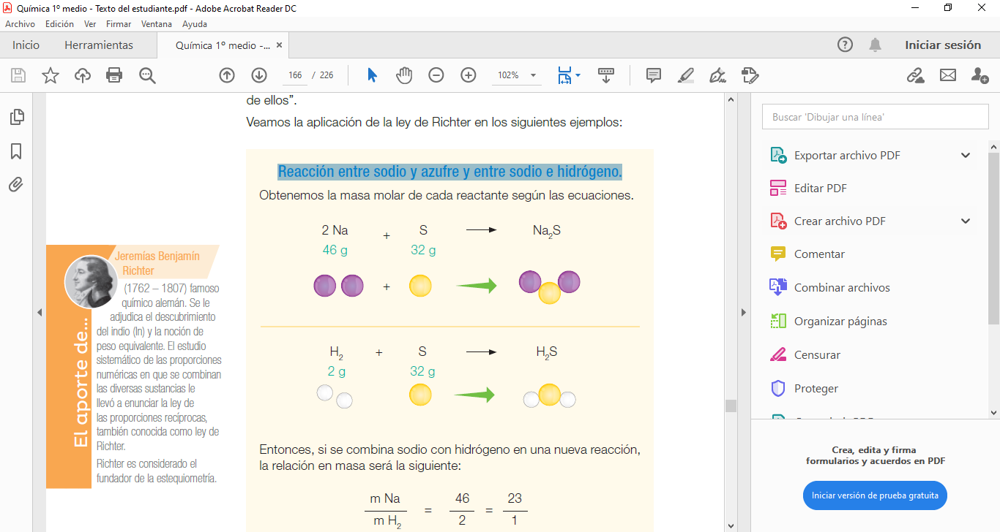 Química 1º medio - Texto del estudiante.pdf - Adobe Acrobat Reader DC
Archivo Edición Ver Firmar Ventana Ayuda
Inicio Herramientas Química 1º medio -... × Iniciar sesión
166 / 226 102%
de ellos”.
Veamos la aplicación de la ley de Richter en los siguientes ejemplos:
Reacción entre sodio y azufre y entre sodio e hidrógeno.
Obtenemos la masa molar de cada reactante según las ecuaciones.
2 Na + S → Na₂S
46 g 32 g
+
H₂ + S → H₂S
2 g 32 g
Entonces, si se combina sodio con hidrógeno en una nueva reacción,
la relación en masa será la siguiente:
m Na / m H₂ = 46 / 2 = 23 / 1
El aporte de...
Jeremías Benjamín
Richter
(1762 – 1807) famoso
químico alemán. Se le
adjudica el descubrimiento
del indio (In) y la noción de
peso equivalente. El estudio
sistemático de las proporciones
numéricas en que se combinan
las diversas sustancias le
llevó a enunciar la ley de
las proporciones recíprocas,
también conocida como ley de
Richter.
Richter es considerado el
fundador de la estequiometría.
Buscar 'Dibujar una línea'
Exportar archivo PDF
Editar PDF
Crear archivo PDF
Comentar
Combinar archivos
Organizar páginas
Censurar
Proteger
Crea, edita y firma
formularios y acuerdos en PDF
Iniciar versión de prueba gratuita